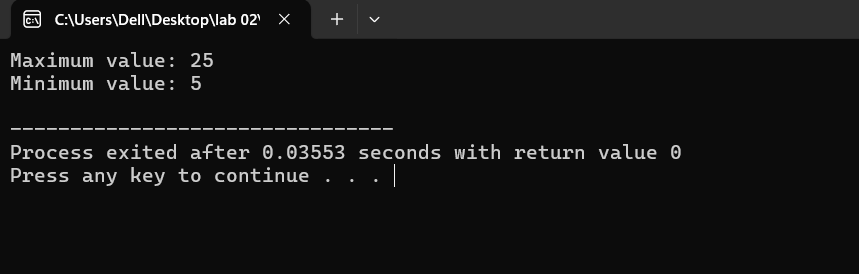 C:\Users\Dell\Desktop\lab 02\
Maximum value: 25
Minimum value: 5
--------------------------------
Process exited after 0.03553 seconds with return value 0
Press any key to continue . . .